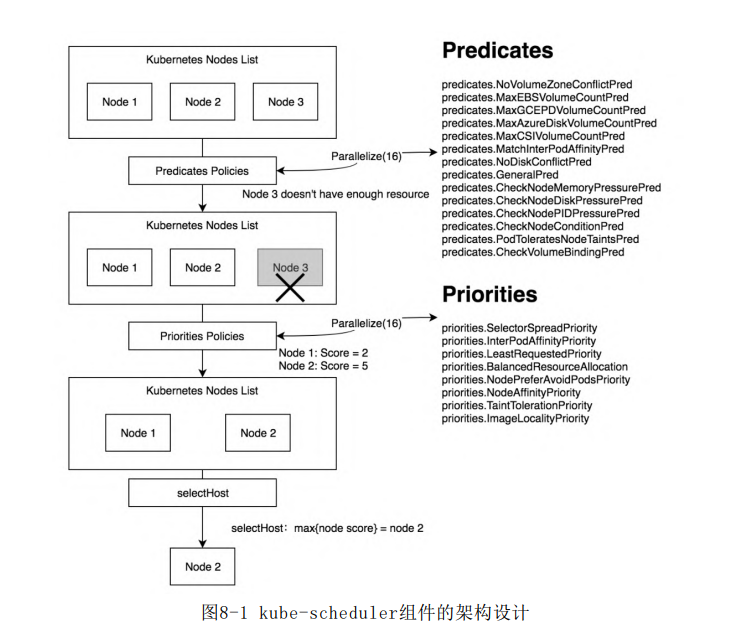 Kubernetes Nodes List
Node 1
Node 2
Node 3
Parallelize(16)
Predicates Policies
Node 3 doesn't have enough resource
Kubernetes Nodes List
Node 1
Node 2
Node 3
Parallelize(16)
Priorities Policies
Node 1: Score = 2
Node 2: Score = 5
Kubernetes Nodes List
Node 1
Node 2
selectHost
selectHost: max{node score} = node 2
Node 2
Predicates
predicates.NoVolumeZoneConflictPred
predicates.MaxEBSVolumeCountPred
predicates.MaxGCEPDVolumeCountPred
predicates.MaxAzureDiskVolumeCountPred
predicates.MaxCSIVolumeCountPred
predicates.MatchInterPodAffinityPred
predicates.NoDiskConflictPred
predicates.GeneralPred
predicates.CheckNodeMemoryPressurePred
predicates.CheckNodeDiskPressurePred
predicates.CheckNodePIDPressurePred
predicates.CheckNodeConditionPred
predicates.PodToleratesNodeTaintsPred
predicates.CheckVolumeBindingPred
Priorities
priorities.SelectorSpreadPriority
priorities.InterPodAffinityPriority
priorities.LeastRequestedPriority
priorities.BalancedResourceAllocation
priorities.NodePreferAvoidPodsPriority
priorities.NodeAffinityPriority
priorities.TaintTolerationPriority
priorities.ImageLocalityPriority
图8-1 kube-scheduler组件的架构设计